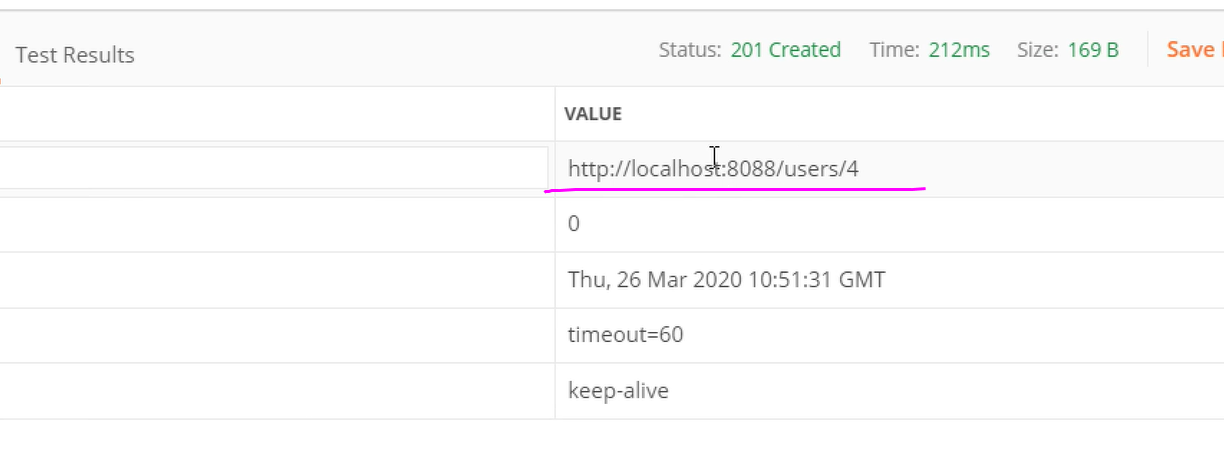 Test Results Status: 201 Created Time: 212ms Size: 169 B Save
VALUE
http://localhost:8088/users/4
0
Thu, 26 Mar 2020 10:51:31 GMT
timeout=60
keep-alive